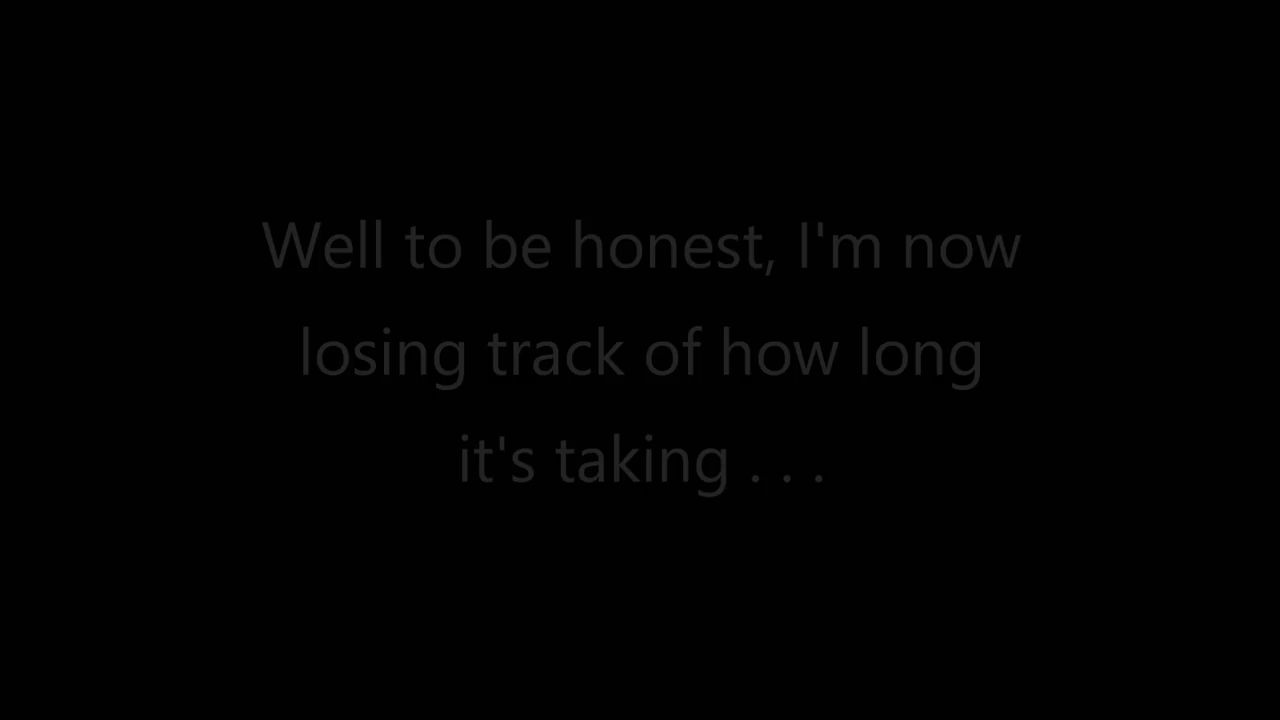 Well to be honest, I'm now
losing track of how long
it's taking . . .